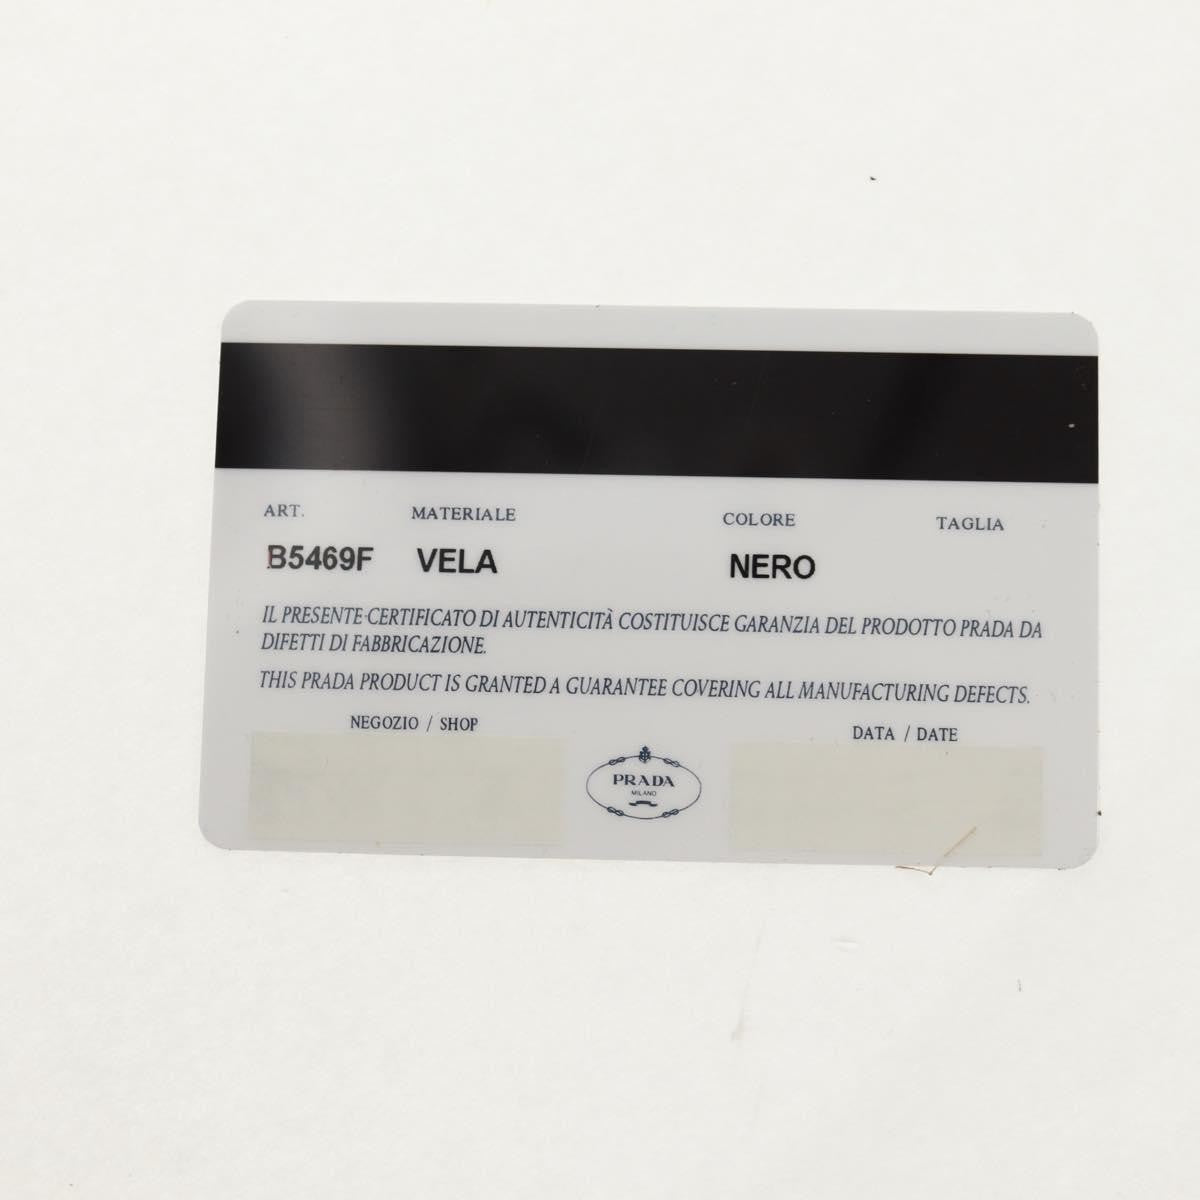 ART. MATERIALE COLORE TAGLIA
B5469F VELA NERO
IL PRESENTE CERTIFICATO DI AUTENTICITÀ COSTITUISCE GARANZIA DEL PRODOTTO PRADA DA
DIFETTI DI FABBRICAZIONE.
THIS PRADA PRODUCT IS GRANTED A GUARANTEE COVERING ALL MANUFACTURING DEFECTS.
NEGOZIO / SHOP DATA / DATE
PRADA
MILANO